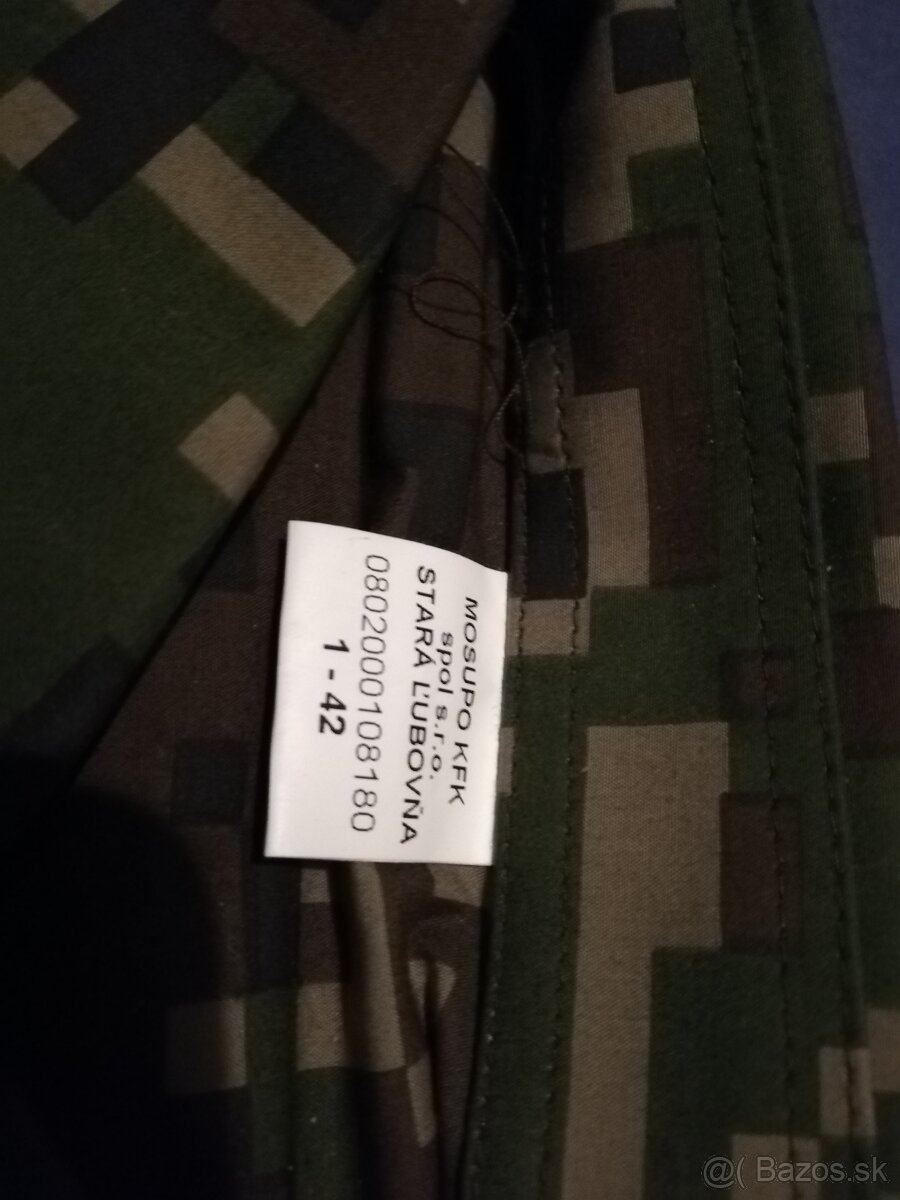 MOSUPO KFK
spol s.r.o.
STARÁ ĽUBOVŇA
0802000108180
1 - 42
@( Bazos.sk